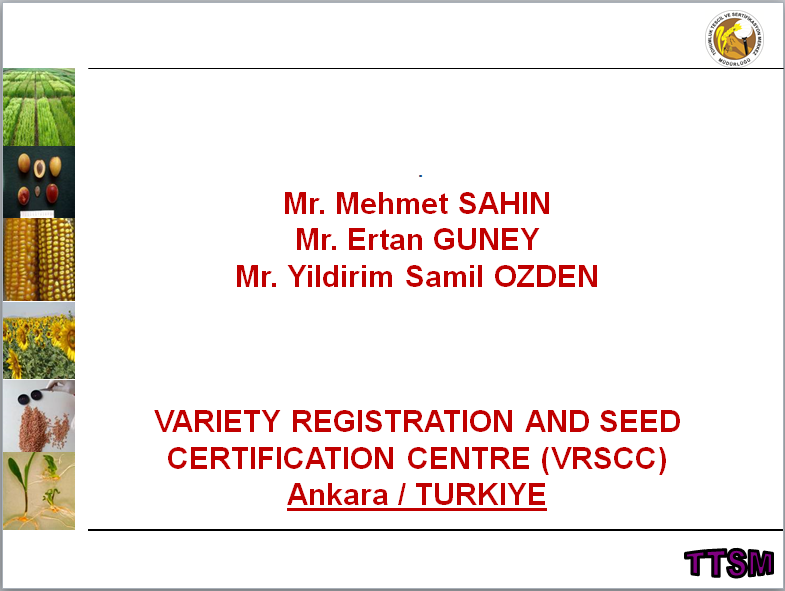 TOHUMLUK TESCİL VE SERTİFİKASYON MERKEZ
MÜDÜRLÜĞÜ
.
Mr. Mehmet SAHIN
Mr. Ertan GUNEY
Mr. Yildirim Samil OZDEN
VARIETY REGISTRATION AND SEED
CERTIFICATION CENTRE (VRSCC)
Ankara / TURKIYE
TTSM